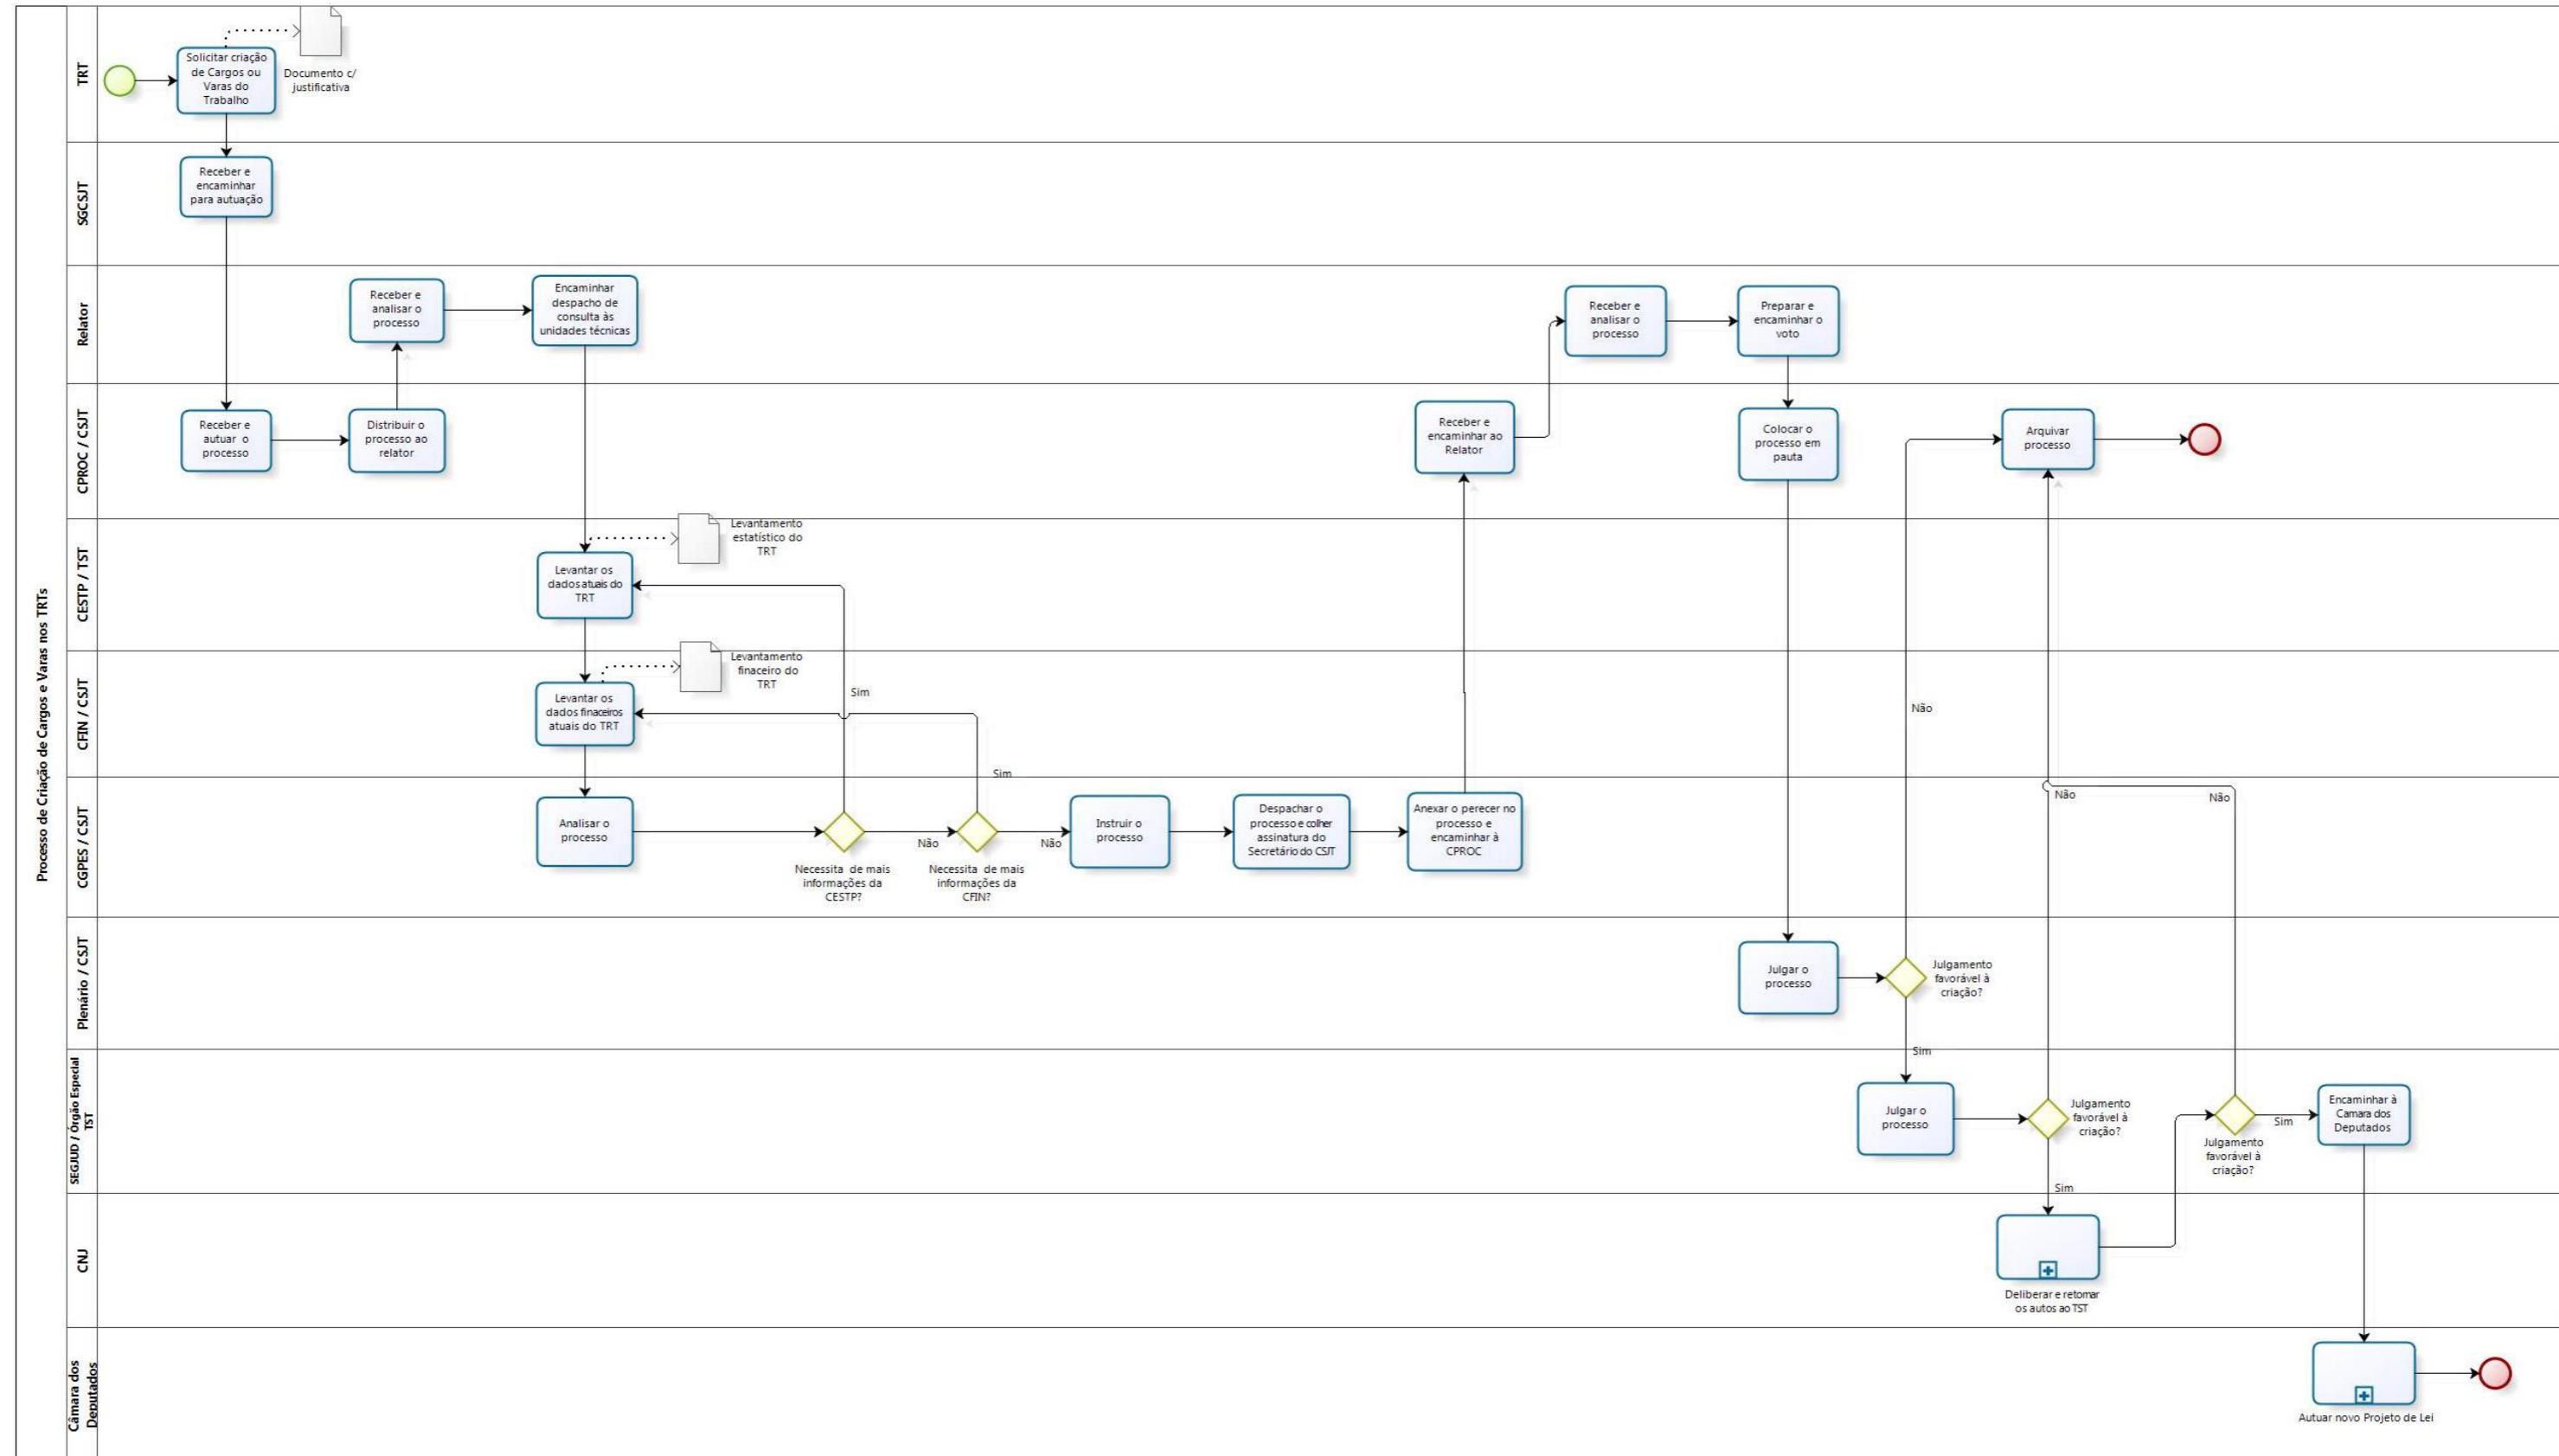 Processo de Criação de Cargos e Varas nos TRTs
TRT
Solicitar criação
de Cargos ou
Varas do
Trabalho
Documento c/
justificativa
SGCSJT
Receber e
encaminhar
para autuação
Relator
Receber e
analisar o
processo
Encaminhar
despacho de
consulta às
unidades técnicas
Receber e
analisar o
processo
Preparar e
encaminhar o
voto
CPROC / CSJT
Receber e
autuar o
processo
Distribuir o
processo ao
relator
Receber e
encaminhar ao
Relator
Colocar o
processo em
pauta
Arquivar
processo
CESTP / TST
Levantamento
estatístico do
TRT
Levantar os
dados atuais do
TRT
CFIN / CSJT
Levantamento
finaceiro do
TRT
Levantar os
dados finaceiros
atuais do TRT
Sim
Não
Sim
CGPES / CSJT
Analisar o
processo
Necessita de mais
informações da
CESTP?
Não
Necessita de mais
informações da
CFIN?
Não
Instruir o
processo
Despachar o
processo e colher
assinatura do
Secretário do CSJT
Anexar o perecer no
processo e
encaminhar à
CPROC
Não
Não
Plenário / CSJT
Julgar o
processo
Julgamento
favorável à
criação?
Sim
SEGJUD / Órgão Especial
TST
Julgar o
processo
Julgamento
favorável à
criação?
Julgamento
favorável à
criação?
Sim
Encaminhar à
Camara dos
Deputados
Sim
CNJ
Deliberar e retornar
os autos ao TST
Câmara dos
Deputados
Autuar novo Projeto de Lei